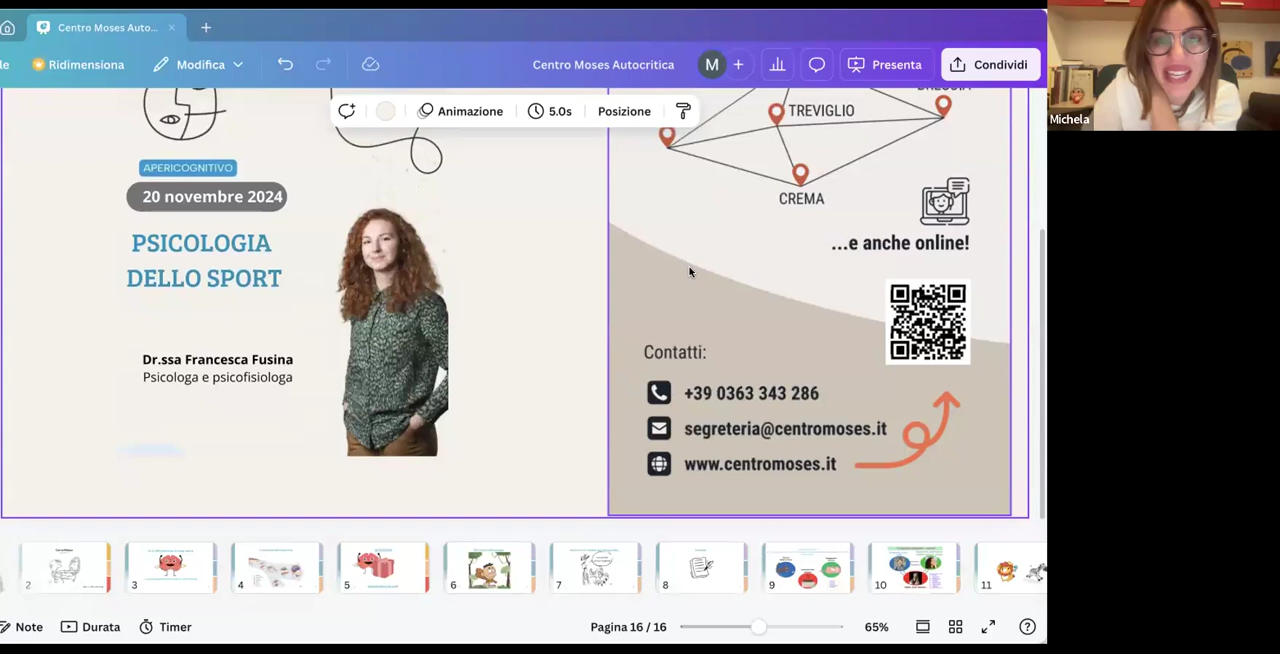 Centro Moses Auto...
le
Ridimensiona
Modifica
Centro Moses Autocritica
M
Presenta
Condividi
Animazione
5.0s
Posizione
APERICOGNITIVO
20 novembre 2024
PSICOLOGIA
DELLO SPORT
Dr.ssa Francesca Fusina
Psicologa e psicofisiologa
TREVIGLIO
CREMA
...e anche online!
Contatti:
+39 0363 343 286
segreteria@centromoses.it
www.centromoses.it
2
3
4
5
6
7
8
9
10
11
Note
Durata
Timer
Pagina 16 / 16
65%
Michela